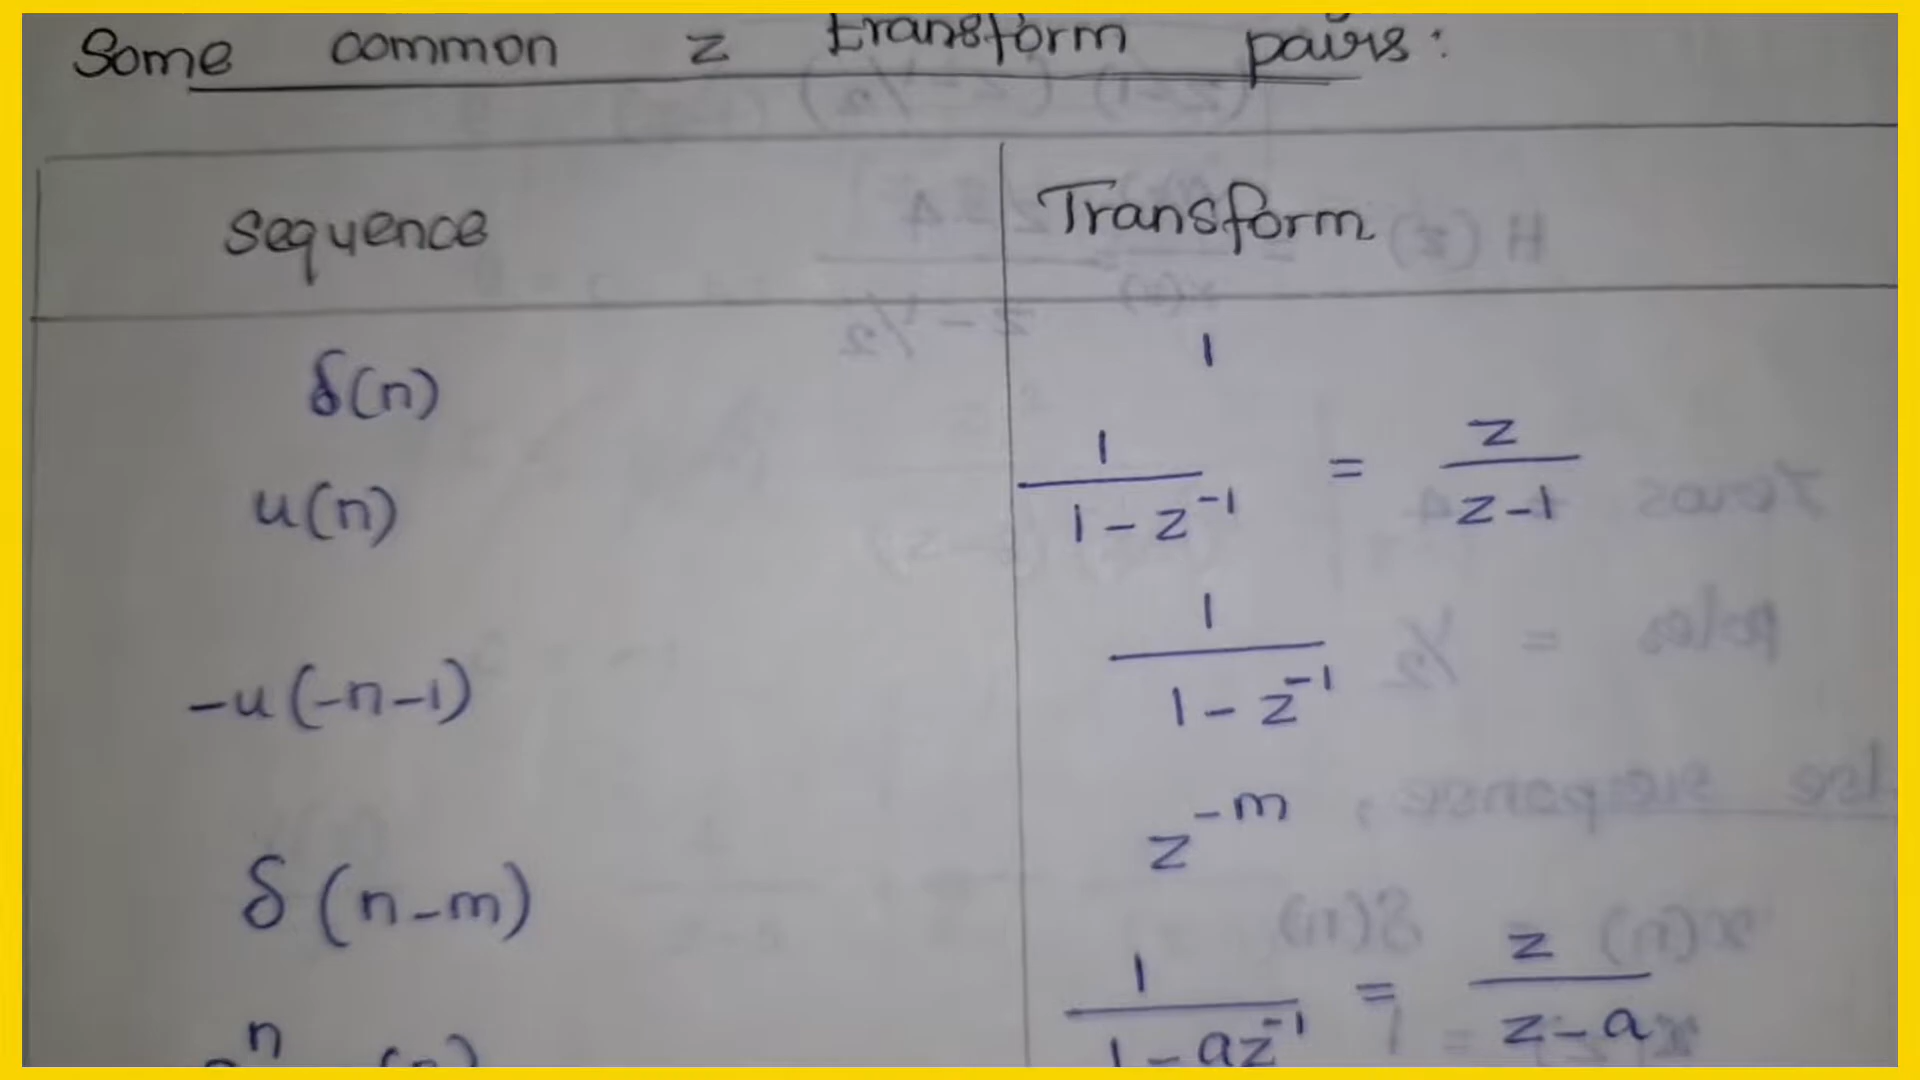 Some common z transform pairs:
Sequence Transform
δ(n) 1
u(n) 1/(1-z^-1) = z/(z-1)
-u(-n-1) 1/(1-z^-1)
δ(n-m) z^-m
n (n) 1/(1-az^-1) = z/(z-a)